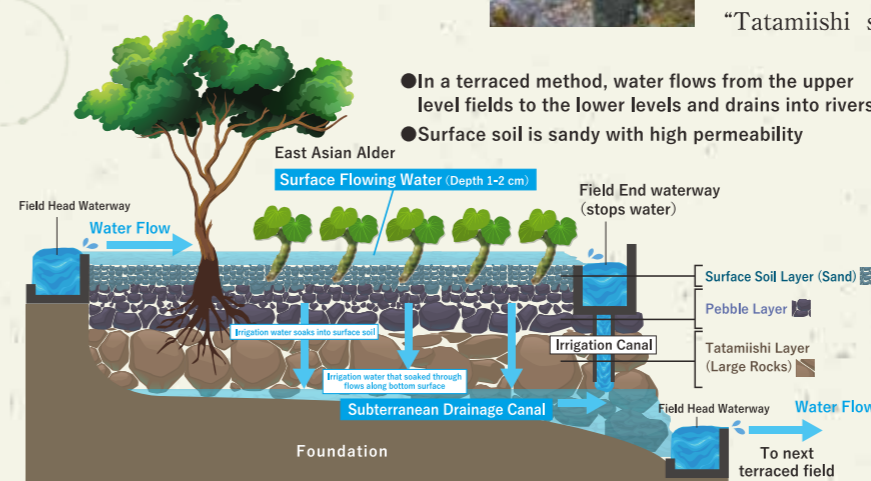 "Tatamiishi
●In a terraced method, water flows from the upper
level fields to the lower levels and drains into rivers
●Surface soil is sandy with high permeability
East Asian Alder
Surface Flowing Water (Depth 1-2 cm)
Field End waterway
(stops water)
Field Head Waterway
Water Flow
Surface Soil Layer (Sand)
Pebble Layer
Irrigation water soaks into surface soil
Irrigation Canal
Tatamiishi Layer
(Large Rocks)
Irrigation water that soaked through
flows along bottom surface
Subterranean Drainage Canal
Field Head Waterway
Water Flow
Foundation
To next
terraced field